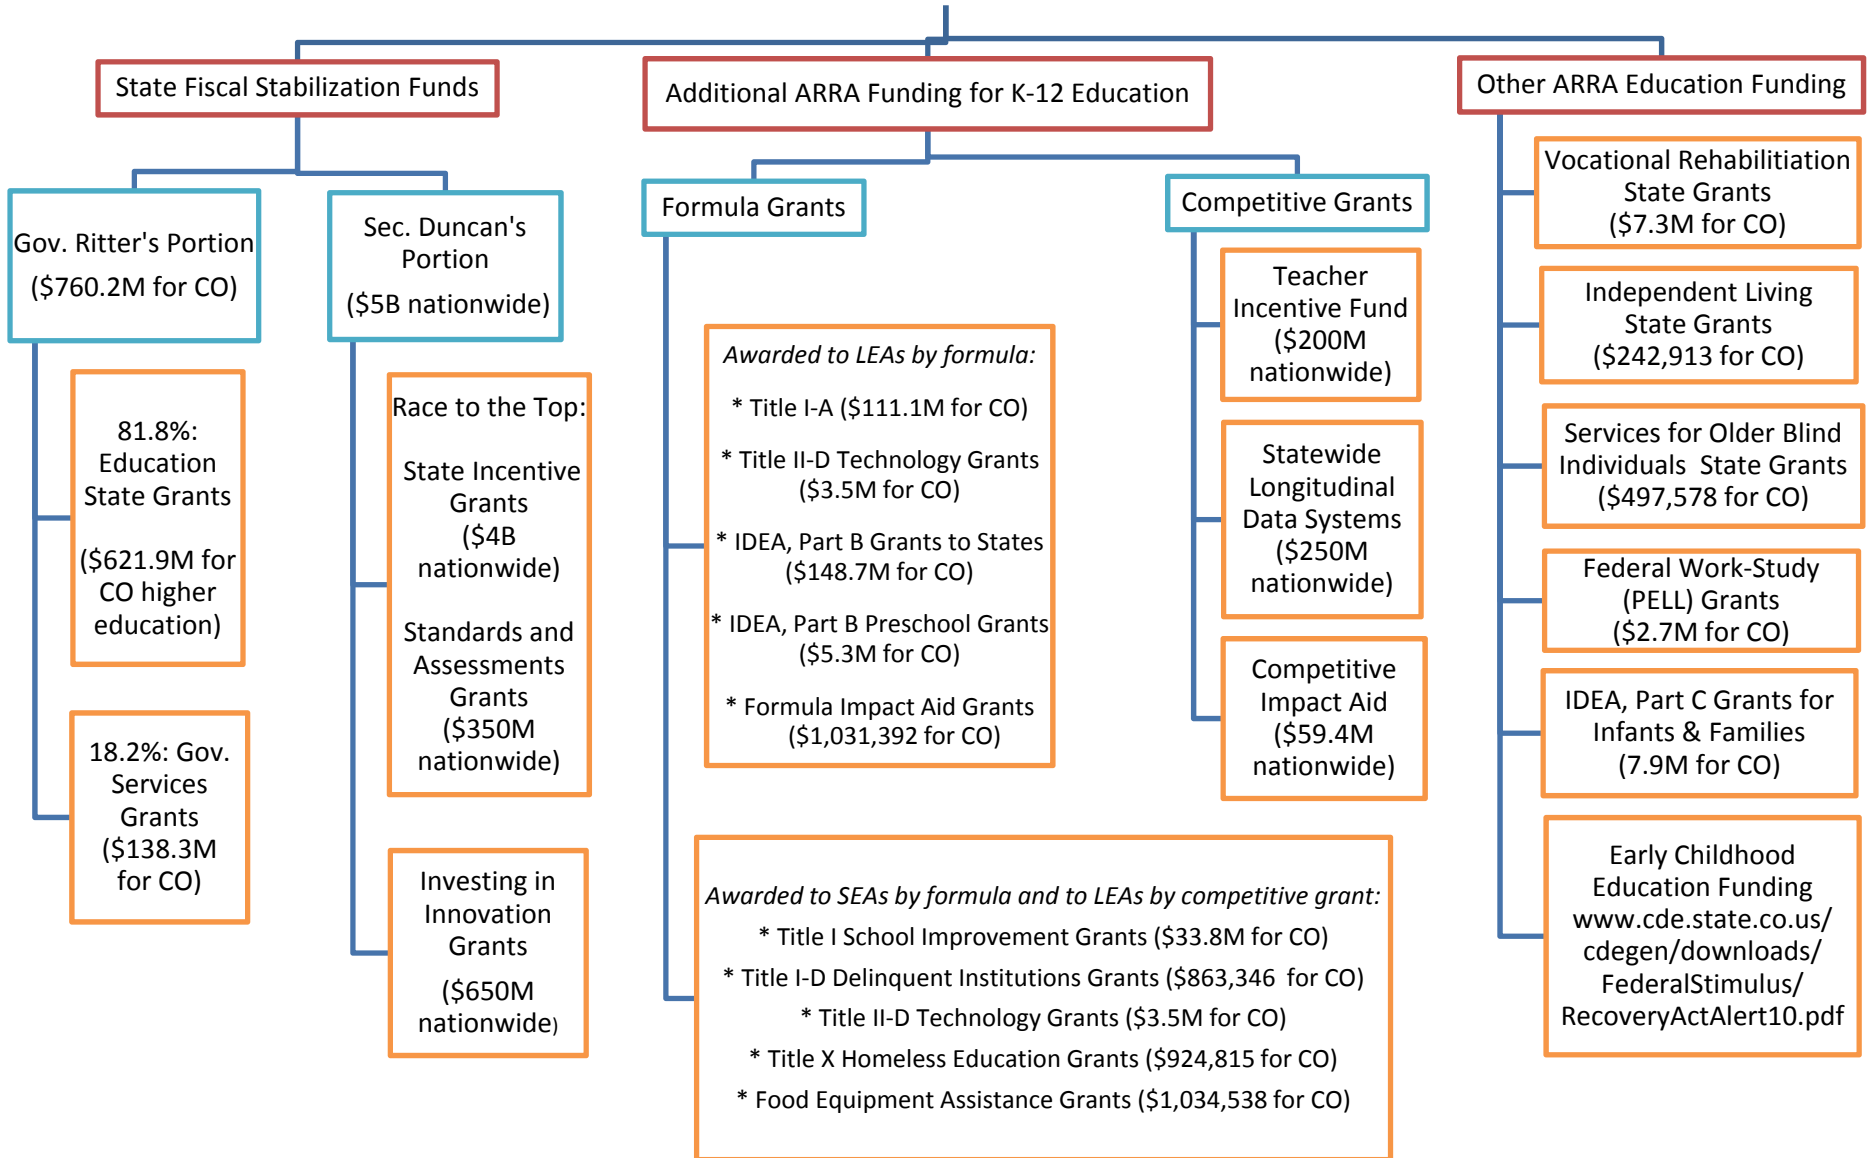 State Fiscal Stabilization Funds
Gov. Ritter's Portion
($760.2M for CO)
81.8%:
Education
State Grants
($621.9M for
CO higher
education)
18.2%: Gov.
Services
Grants
($138.3M
for CO)
Sec. Duncan's
Portion
($5B nationwide)
Race to the Top:
State Incentive
Grants
($4B
nationwide)
Standards and
Assessments
Grants
($350M
nationwide)
Investing in
Innovation
Grants
($650M
nationwide)
Additional ARRA Funding for K-12 Education
Formula Grants
Awarded to LEAs by formula:
* Title I-A ($111.1M for CO)
* Title II-D Technology Grants
($3.5M for CO)
* IDEA, Part B Grants to States
($148.7M for CO)
* IDEA, Part B Preschool Grants
($5.3M for CO)
* Formula Impact Aid Grants
($1,031,392 for CO)
Awarded to SEAs by formula and to LEAs by competitive grant:
* Title I School Improvement Grants ($33.8M for CO)
* Title I-D Delinquent Institutions Grants ($863,346 for CO)
* Title II-D Technology Grants ($3.5M for CO)
* Title X Homeless Education Grants ($924,815 for CO)
* Food Equipment Assistance Grants ($1,034,538 for CO)
Competitive Grants
Teacher
Incentive Fund
($200M
nationwide)
Statewide
Longitudinal
Data Systems
($250M
nationwide)
Competitive
Impact Aid
($59.4M
nationwide)
Other ARRA Education Funding
Vocational Rehabilitiation
State Grants
($7.3M for CO)
Independent Living
State Grants
($242,913 for CO)
Services for Older Blind
Individuals State Grants
($497,578 for CO)
Federal Work-Study
(PELL) Grants
($2.7M for CO)
IDEA, Part C Grants for
Infants & Families
(7.9M for CO)
Early Childhood
Education Funding
www.cde.state.co.us/
cdegen/downloads/
FederalStimulus/
RecoveryActAlert10.pdf